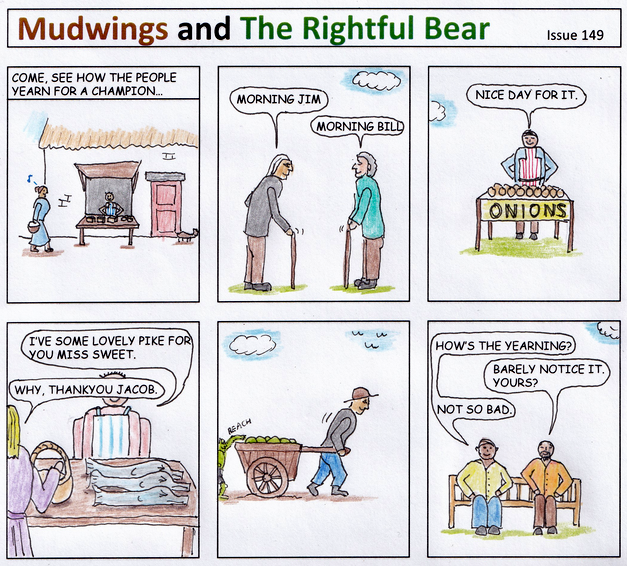 Mudwings and The Rightful Bear
Issue 149
COME, SEE HOW THE PEOPLE
YEARN FOR A CHAMPION...
MORNING JIM
MORNING BILL
NICE DAY FOR IT.
ONIONS
I'VE SOME LOVELY PIKE FOR
YOU MISS SWEET.
WHY, THANKYOU JACOB.
REACH
HOW'S THE YEARNING?
BARELY NOTICE IT.
YOURS?
NOT SO BAD.